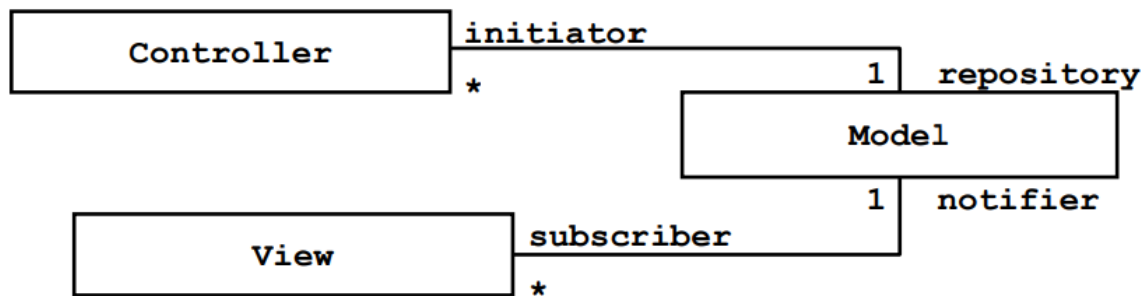 initiator
Controller
*
1 repository
Model
1 notifier
subscriber
View
*